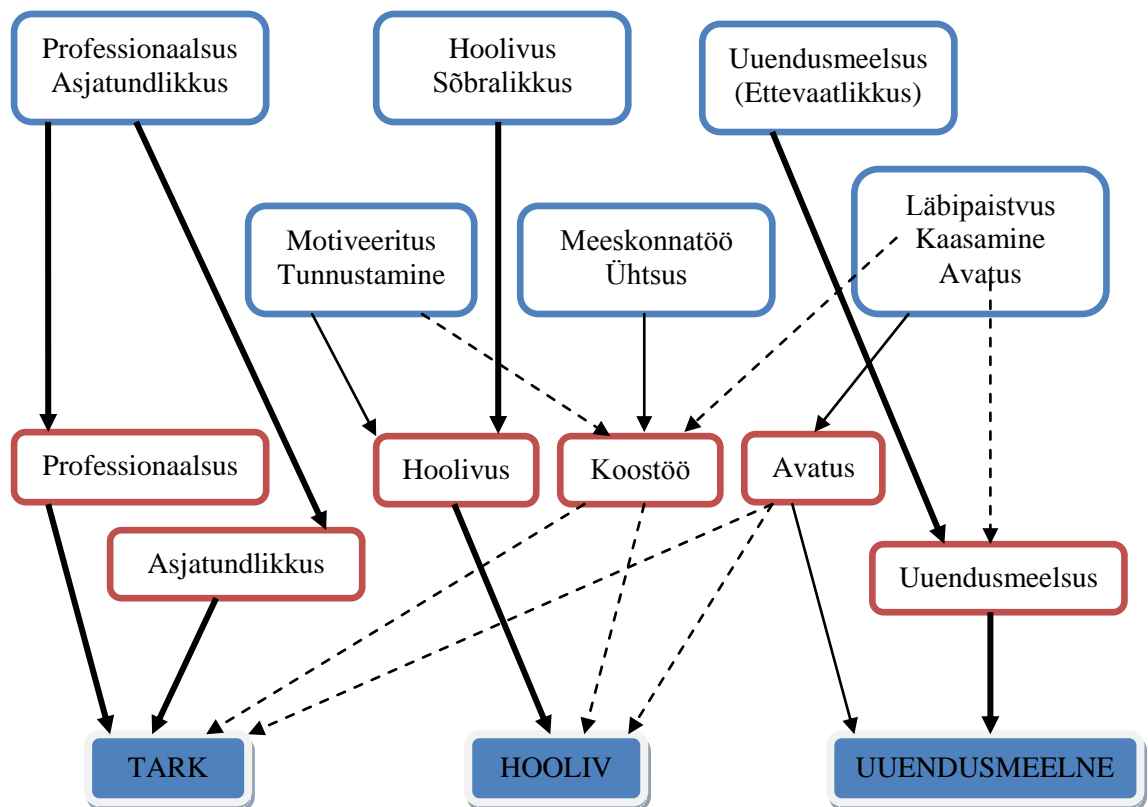 Professionaalsus
Asjatundlikkus
Hoolivus
Sõbralikkus
Uuendusmeelsus
(Ettevaatlikkus)
Motiveeritus
Tunnustamine
Meeskonnatöö
Ühtsus
Läbipaistvus
Kaasamine
Avatus
Professionaalsus
Hoolivus
Koostöö
Avatus
Asjatundlikkus
Uuendusmeelsus
TARK
HOOLIV
UUENDUSMEELNE